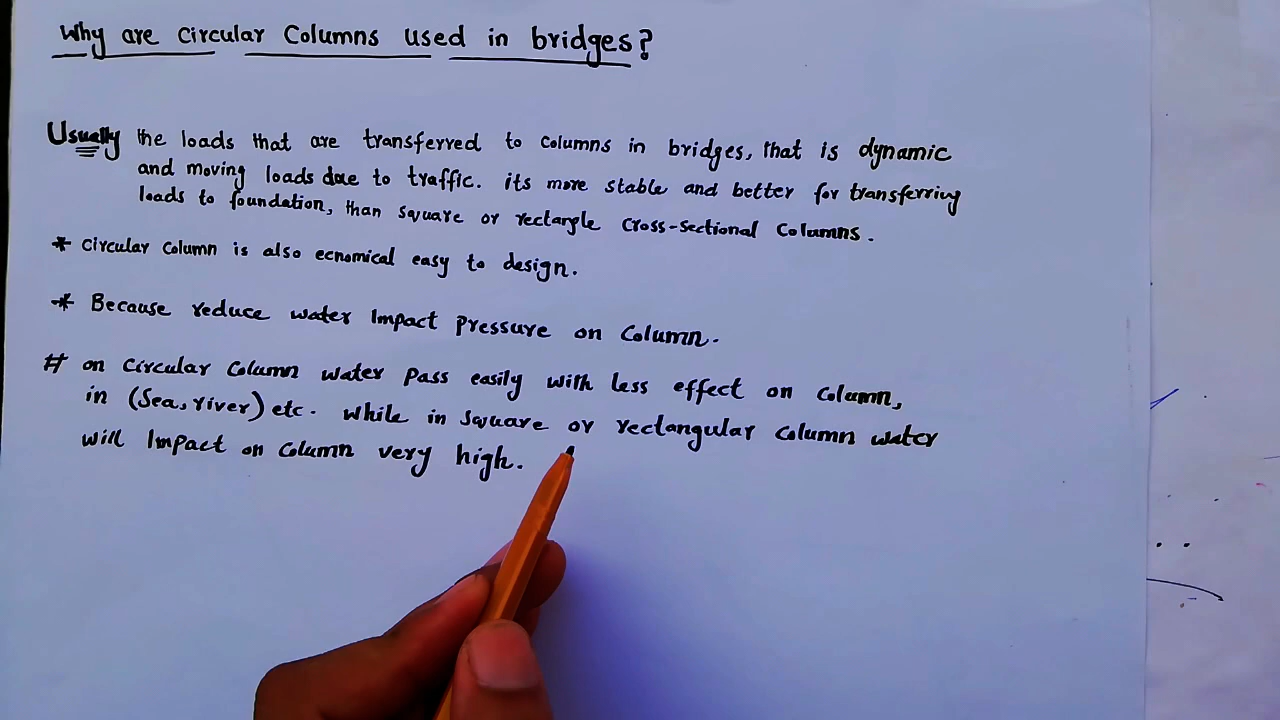 Why are Circular Columns used in bridges?
Usually the loads that are transferred to columns in bridges, that is dynamic
and moving loads due to traffic. its more stable and better for transferring
loads to foundation, than square or rectangle cross-sectional columns.
* Circular column is also ecnomical easy to design.
* Because reduce water Impact pressure on column.
# on circular column water pass easily with less effect on column,
in (sea, river) etc. while in square or rectangular column water
will Impact on column very high.